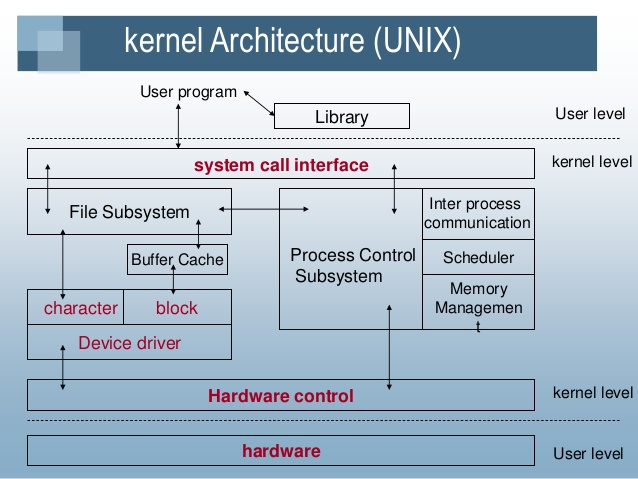 kernel Architecture (UNIX)
User program
Library
User level
system call interface
kernel level
File Subsystem
Inter process
communication
Buffer Cache
Process Control
Subsystem
Scheduler
Memory
Managemen
t
character
block
Device driver
Hardware control
kernel level
hardware
User level